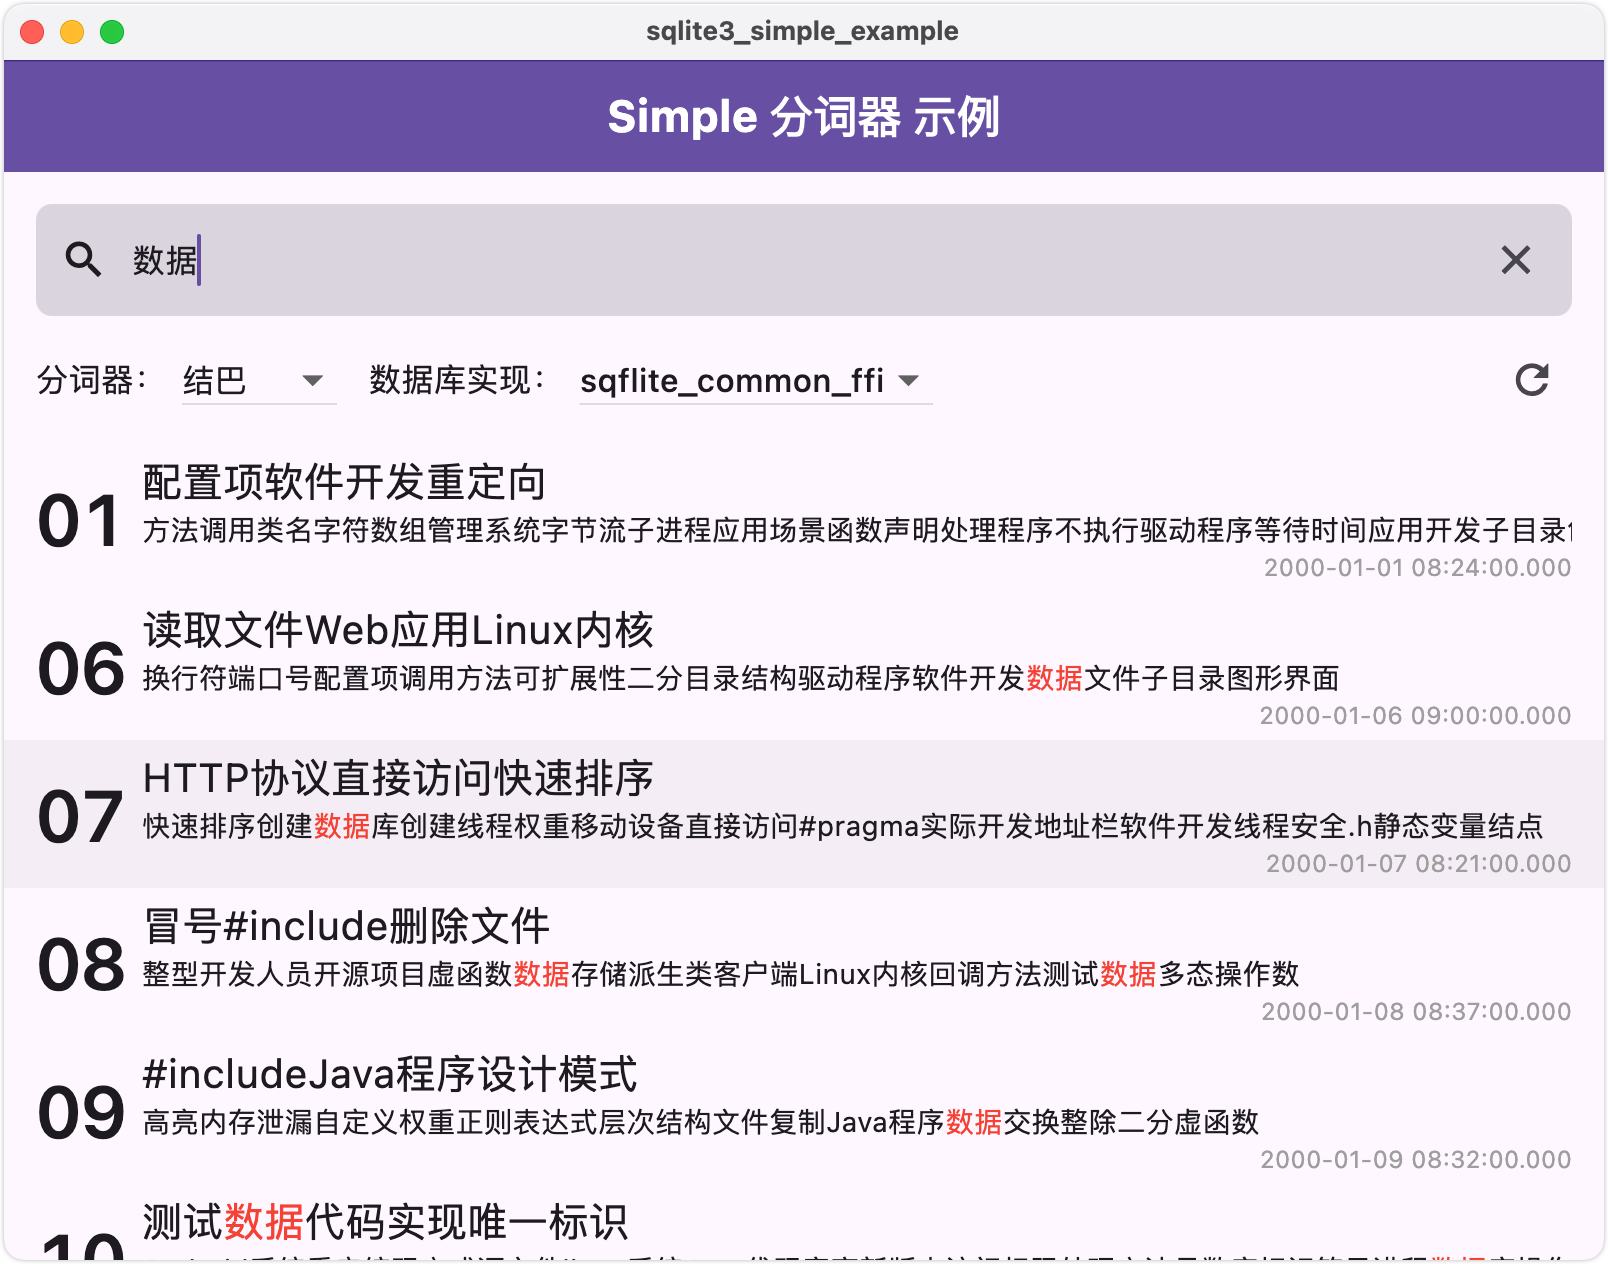 sqlite3_simple_example
Simple 分词器 示例
数据
分词器： 结巴 数据库实现： sqflite_common_ffi
01
配置项软件开发重定向
方法调用类名字符数组管理系统字节流子进程应用场景函数声明处理程序不执行驱动程序等待时间应用开发子目录
2000-01-01 08:24:00.000
06
读取文件Web应用Linux内核
换行符端口号配置项调用方法可扩展性二分目录结构驱动程序软件开发数据文件子目录图形界面
2000-01-06 09:00:00.000
07
HTTP协议直接访问快速排序
快速排序创建数据库创建线程权重移动设备直接访问#pragma实际开发地址栏软件开发线程安全.h静态变量结点
2000-01-07 08:21:00.000
08
冒号#include删除文件
整型开发人员开源项目虚函数数据存储派生类客户端Linux内核回调方法测试数据多态操作数
2000-01-08 08:37:00.000
09
#includeJava程序设计模式
高亮内存泄漏自定义权重正则表达式层次结构文件复制Java程序数据交换整除二分虚函数
2000-01-09 08:32:00.000
10
测试数据代码实现唯一标识